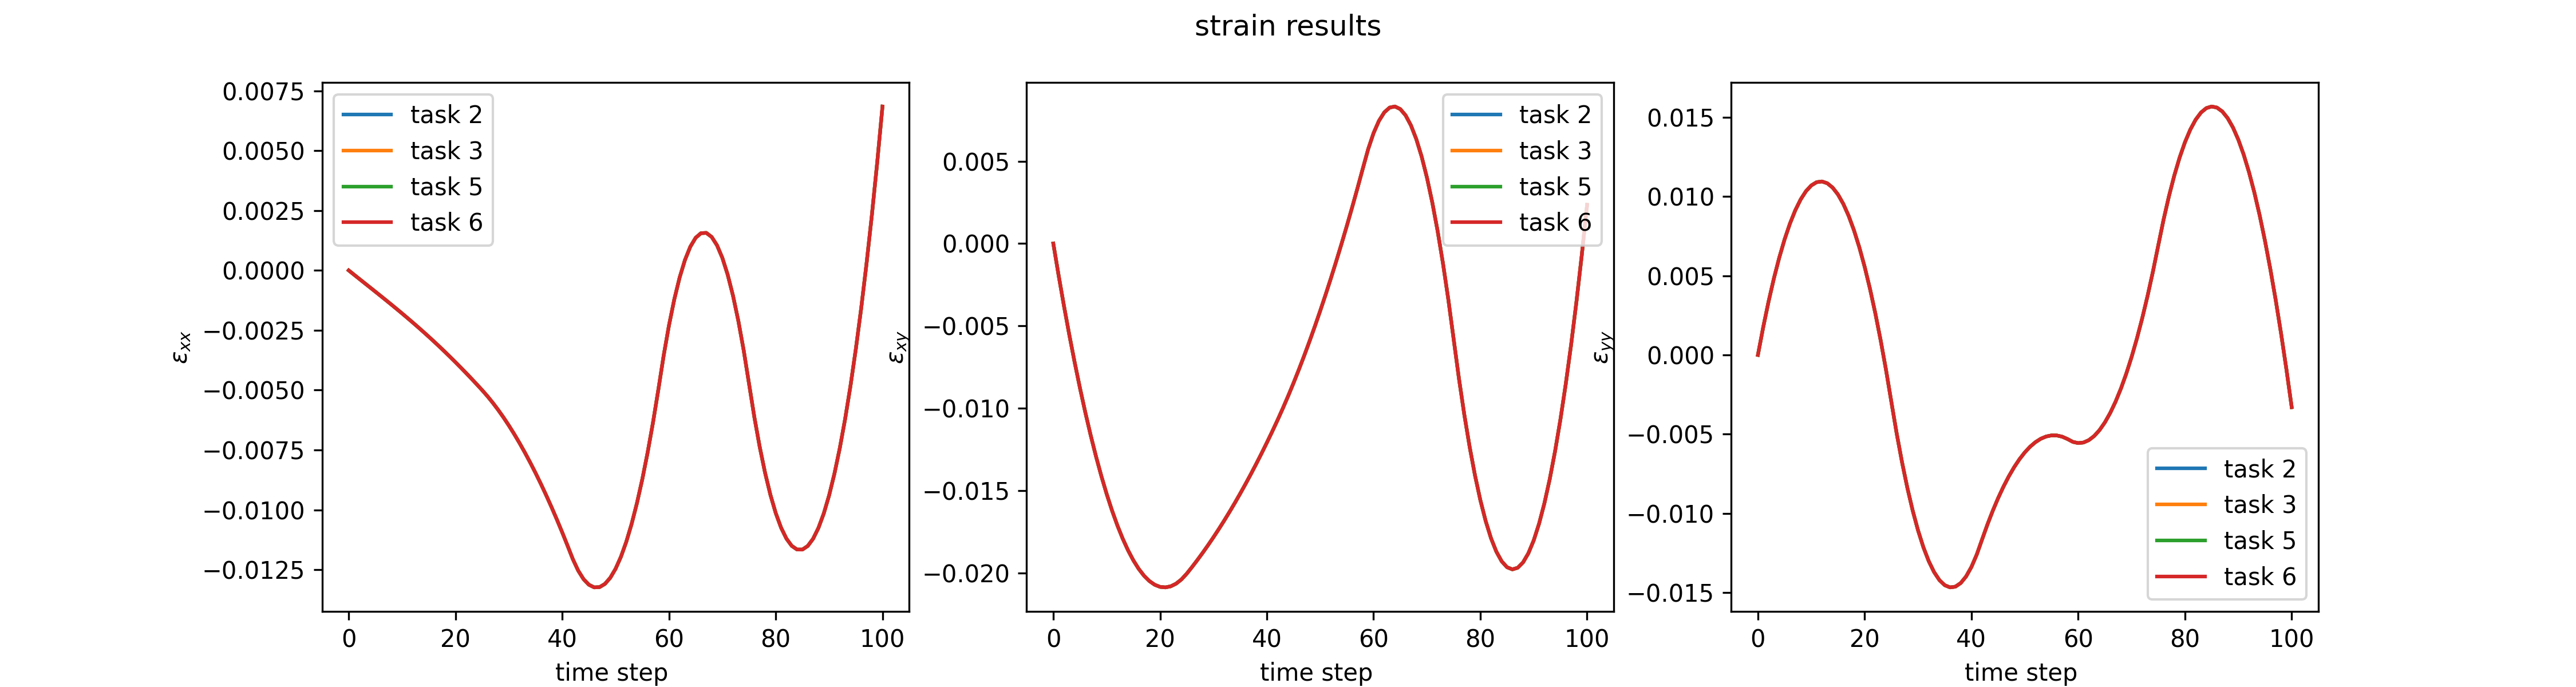 strain results
0.0075
0.0050
0.0025
0.0000
−0.0025
−0.0050
−0.0075
−0.0100
−0.0125
εxx
task 2
task 3
task 5
task 6
0 20 40 60 80 100
time step
0.005
0.000
−0.005
−0.010
−0.015
−0.020
εxy
task 2
task 3
task 5
task 6
0 20 40 60 80 100
time step
0.015
0.010
0.005
0.000
−0.005
−0.010
−0.015
εyy
task 2
task 3
task 5
task 6
0 20 40 60 80 100
time step